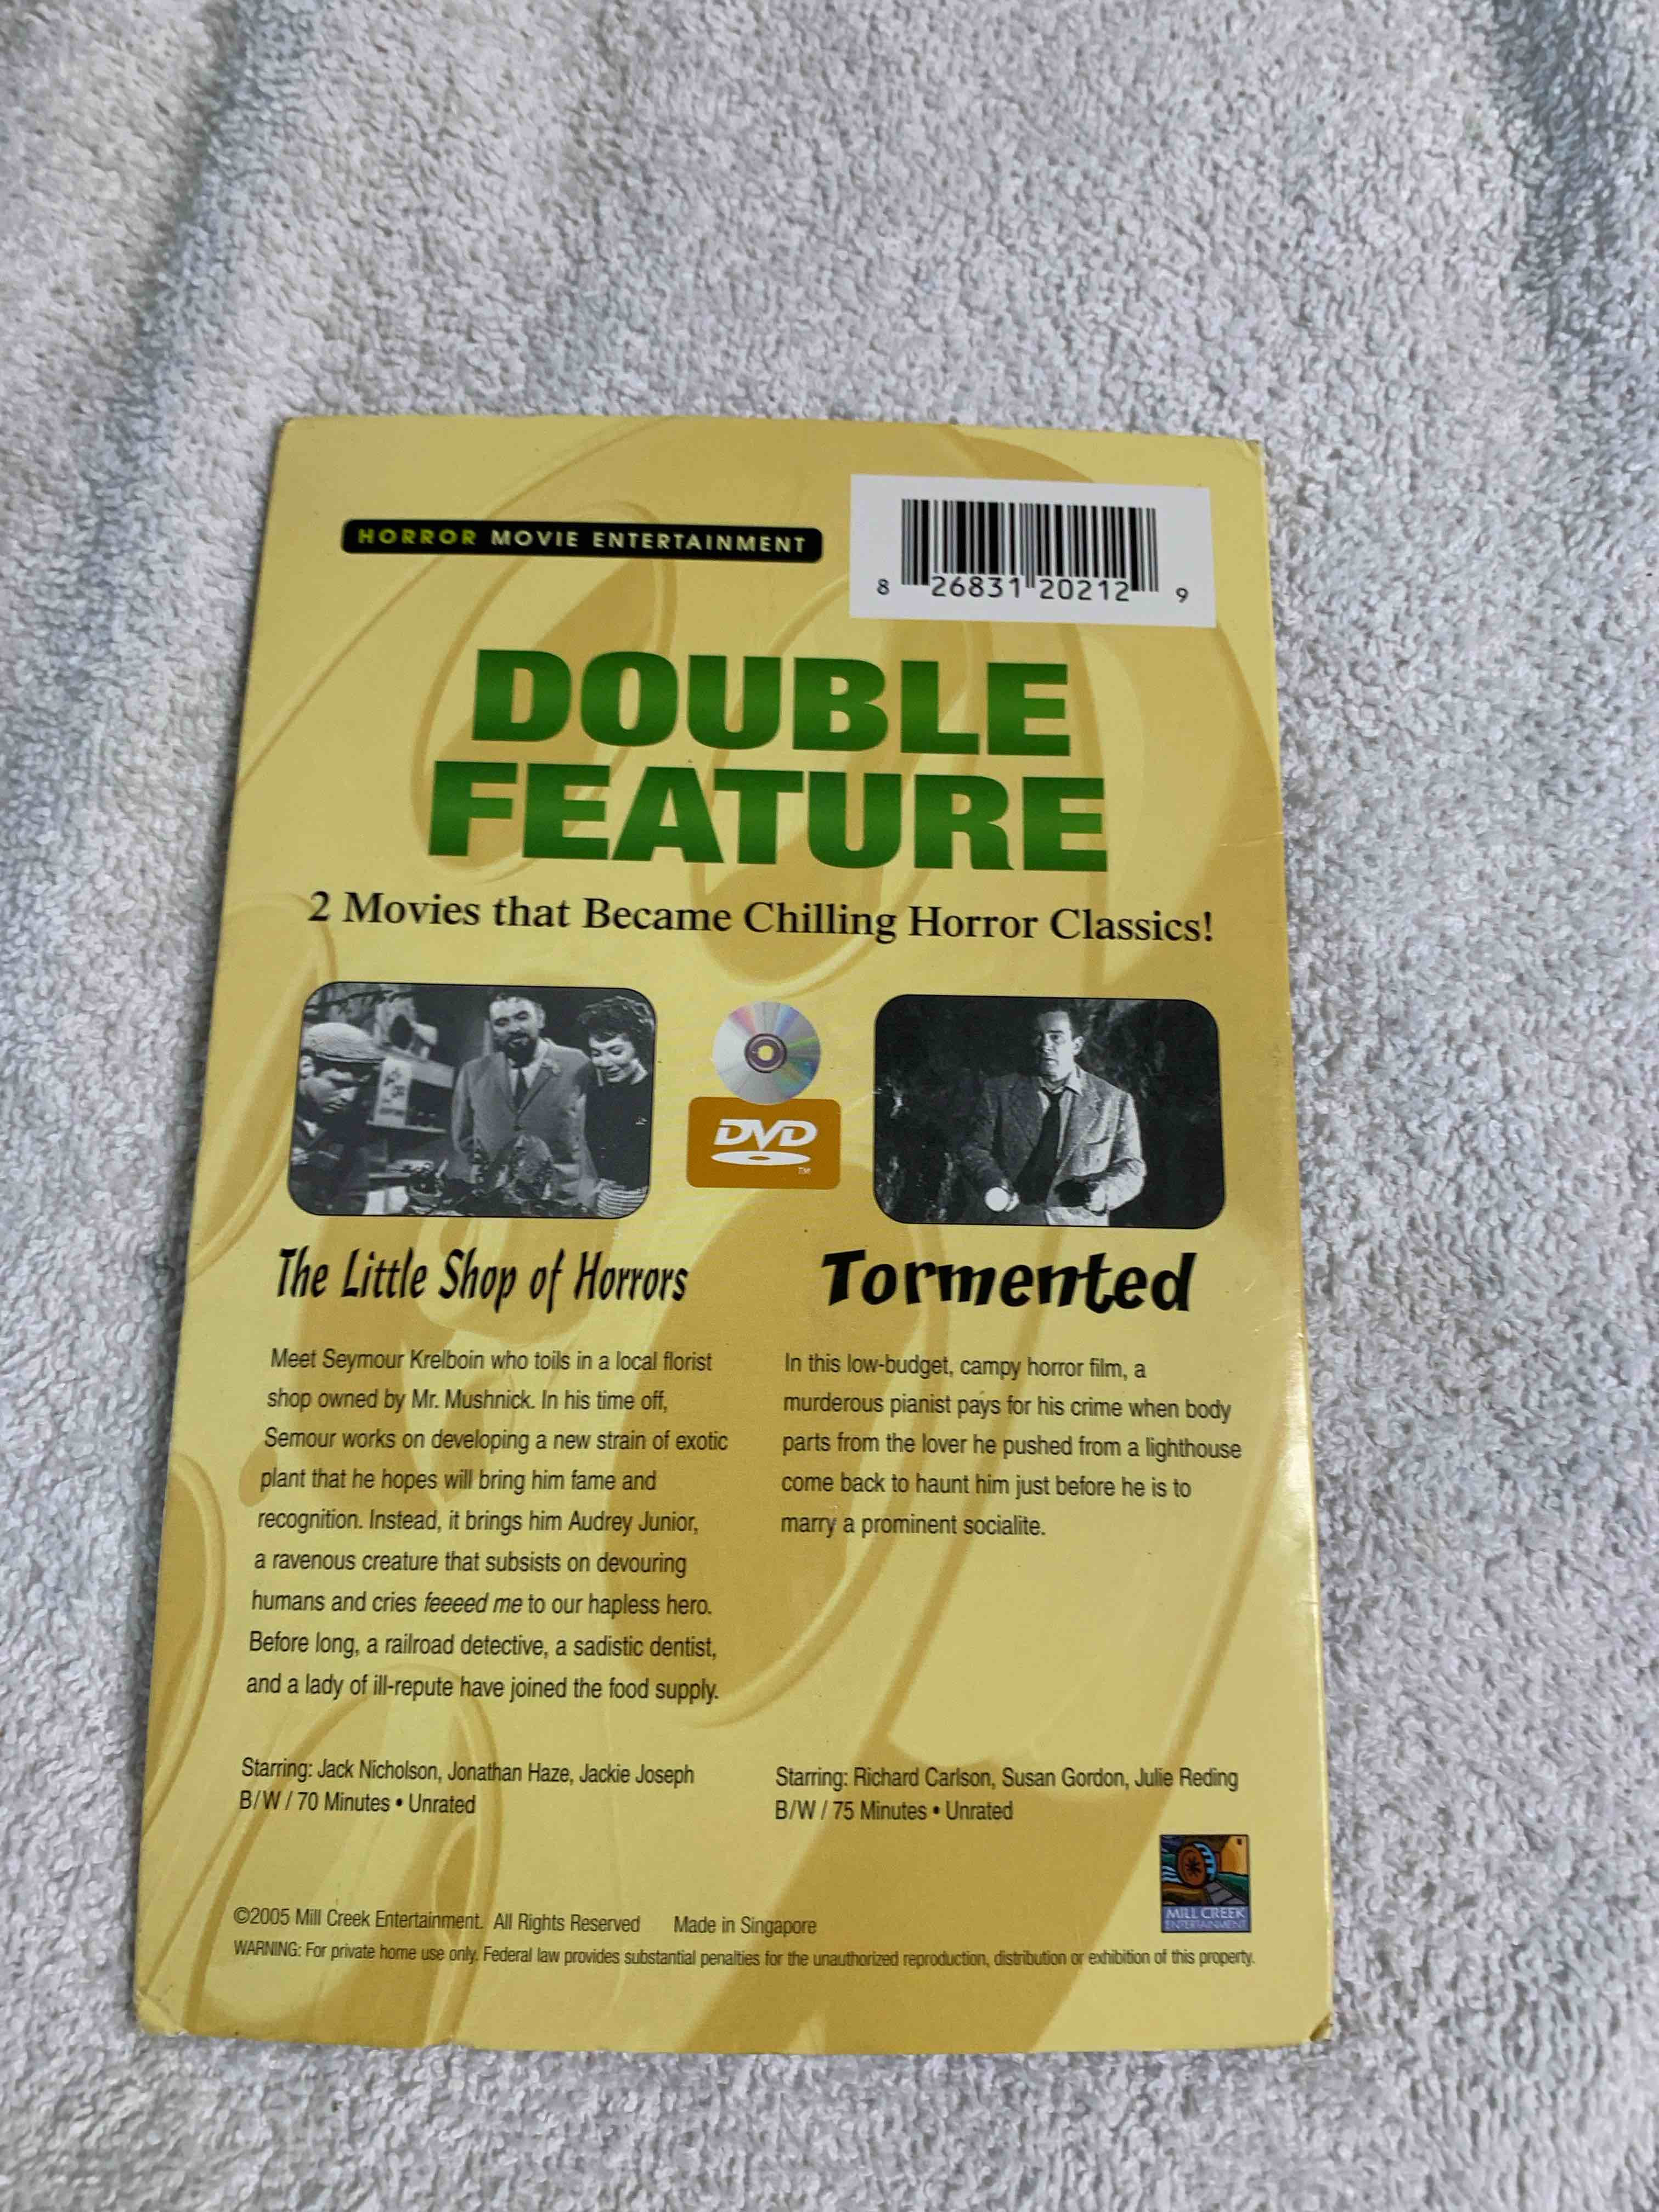 HORROR MOVIE ENTERTAINMENT
8 26831 20212 9
DOUBLE
FEATURE
2 Movies that Became Chilling Horror Classics!
DVD
TM
The Little Shop of Horrors
Meet Seymour Krelboin who toils in a local florist
shop owned by Mr. Mushnick. In his time off,
Semour works on developing a new strain of exotic
plant that he hopes will bring him fame and
recognition. Instead, it brings him Audrey Junior,
a ravenous creature that subsists on devouring
humans and cries feeeed me to our hapless hero.
Before long, a railroad detective, a sadistic dentist,
and a lady of ill-repute have joined the food supply.
Starring: Jack Nicholson, Jonathan Haze, Jackie Joseph
B/W / 70 Minutes • Unrated
Tormented
In this low-budget, campy horror film, a
murderous pianist pays for his crime when body
parts from the lover he pushed from a lighthouse
come back to haunt him just before he is to
marry a prominent socialite.
Starring: Richard Carlson, Susan Gordon, Julie Reding
B/W / 75 Minutes • Unrated
MILL CREEK
ENTERTAINMENT
©2005 Mill Creek Entertainment. All Rights Reserved Made in Singapore
WARNING: For private home use only. Federal law provides substantial penalties for the unauthorized reproduction, distribution or exhibition of this property.